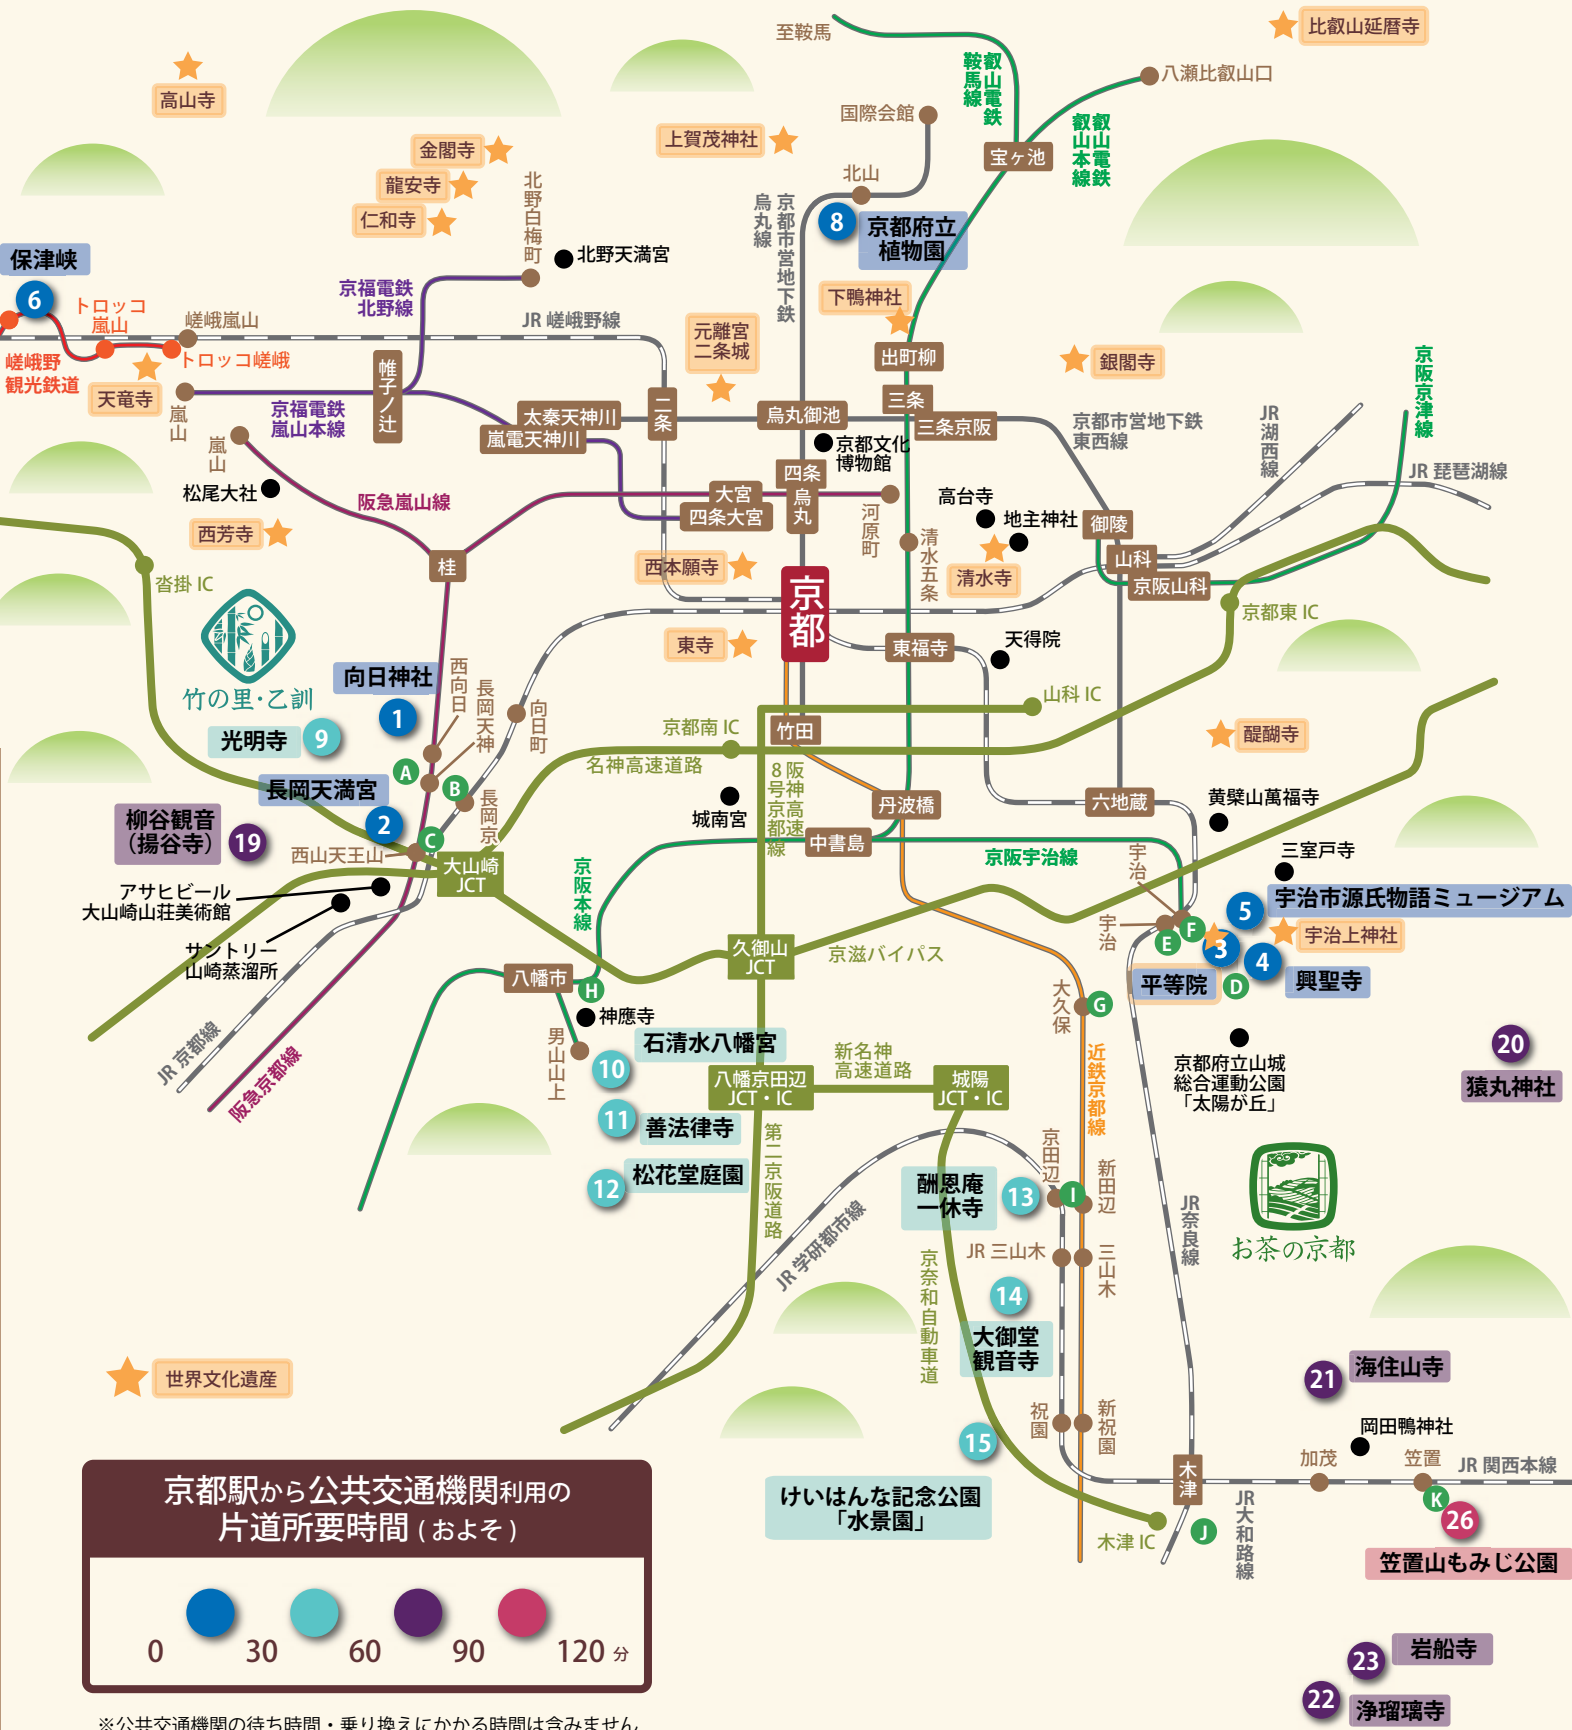 至鞍馬
比叡山延暦寺
叡山電鉄
鞍馬線
八瀬比叡山口
高山寺
国際会館
叡山電鉄
叡山本線
上賀茂神社
金閣寺
宝ヶ池
北山
龍安寺
北野白梅町
京都市営地下鉄
烏丸線
仁和寺
8
京都府立
植物園
保津峡
北野天満宮
6
京福電鉄
北野線
下鴨神社
トロッコ
嵐山
嵯峨嵐山
JR 嵯峨野線
元離宮
二条城
嵯峨野
観光鉄道
トロッコ嵯峨
帷子ノ辻
出町柳
銀閣寺
京阪京津線
天竜寺
嵐山
京福電鉄
嵐山本線
太秦天神川
嵐電天神川
二条
烏丸御池
三条
三条京阪
京都市営地下鉄
東西線
JR湖西線
嵐山
京都文化
博物館
JR 琵琶湖線
松尾大社
阪急嵐山線
四条
烏丸
大宮
四条大宮
河原町
高台寺
地主神社
御陵
西芳寺
清水五条
山科
桂
西本願寺
清水寺
京阪山科
沓掛 IC
京都
京都東 IC
東寺
東福寺
天得院
竹の里・乙訓
向日神社
1
西向日
長岡天神
向日町
山科 IC
光明寺
9
京都南 IC
竹田
醍醐寺
名神高速道路
A
B
長岡天満宮
長岡京
阪神高速
8号京都線
柳谷観音
(揚谷寺)
19
2
C
城南宮
丹波橋
六地蔵
黄檗山萬福寺
西山天王山
大山崎
JCT
京阪本線
中書島
京阪宇治線
宇治
三室戸寺
アサヒビール
大山崎山荘美術館
5
宇治市源氏物語ミュージアム
サントリー
山崎蒸溜所
久御山
JCT
京滋バイパス
宇治
E
F
3
宇治上神社
4
八幡市
H
平等院
D
興聖寺
神應寺
大久保
G
男山山上
石清水八幡宮
10
新名神
高速道路
京都府立山城
総合運動公園
「太陽が丘」
20
猿丸神社
JR 京都線
阪急京都線
八幡京田辺
JCT・IC
城陽
JCT・IC
近鉄京都線
11
善法律寺
第二京阪道路
京田辺
12
松花堂庭園
酬恩庵
一休寺
13
I
新田辺
JR 学研都市線
JR奈良線
お茶の京都
京奈和自動車道
JR 三山木
三山木
14
大御堂
観音寺
世界文化遺産
海住山寺
21
祝園
新祝園
岡田鴨神社
15
加茂
笠置
JR 関西本線
けいはんな記念公園
「水景園」
木津
JR大和路線
K
26
木津 IC
J
笠置山もみじ公園
京都駅から公共交通機関利用の
片道所要時間 ( およそ )
0 30 60 90 120 分
23
岩船寺
22
浄瑠璃寺
※公共交通機関の待ち時間・乗り換えにかかる時間は含みません